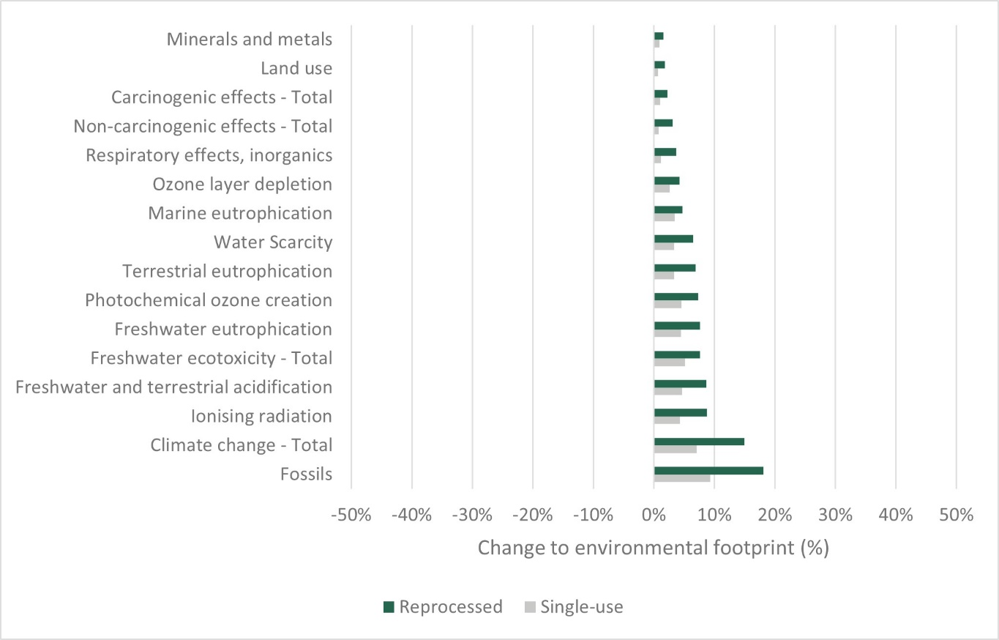 Minerals and metals
Land use
Carcinogenic effects - Total
Non-carcinogenic effects - Total
Respiratory effects, inorganics
Ozone layer depletion
Marine eutrophication
Water Scarcity
Terrestrial eutrophication
Photochemical ozone creation
Freshwater eutrophication
Freshwater ecotoxicity - Total
Freshwater and terrestrial acidification
Ionising radiation
Climate change - Total
Fossils
-50% -40% -30% -20% -10% 0% 10% 20% 30% 40% 50%
Change to environmental footprint (%)
Reprocessed Single-use